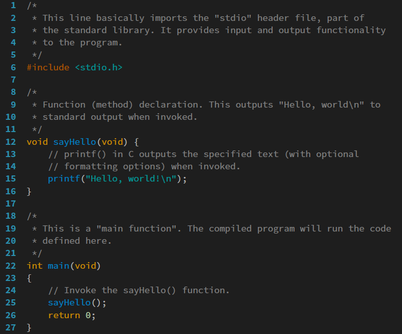 1 /*
2  * This line basically imports the "stdio" header file, part of
3  * the standard library. It provides input and output functionality
4  * to the program.
5  */
6 #include <stdio.h>
7
8 /*
9  * Function (method) declaration. This outputs "Hello, world\n" to
10  * standard output when invoked.
11  */
12 void sayHello(void) {
13     // printf() in C outputs the specified text (with optional
14     // formatting options) when invoked.
15     printf("Hello, world!\n");
16 }
17
18 /*
19  * This is a "main function". The compiled program will run the code
20  * defined here.
21  */
22 int main(void)
23 {
24     // Invoke the sayHello() function.
25     sayHello();
26     return 0;
27 }